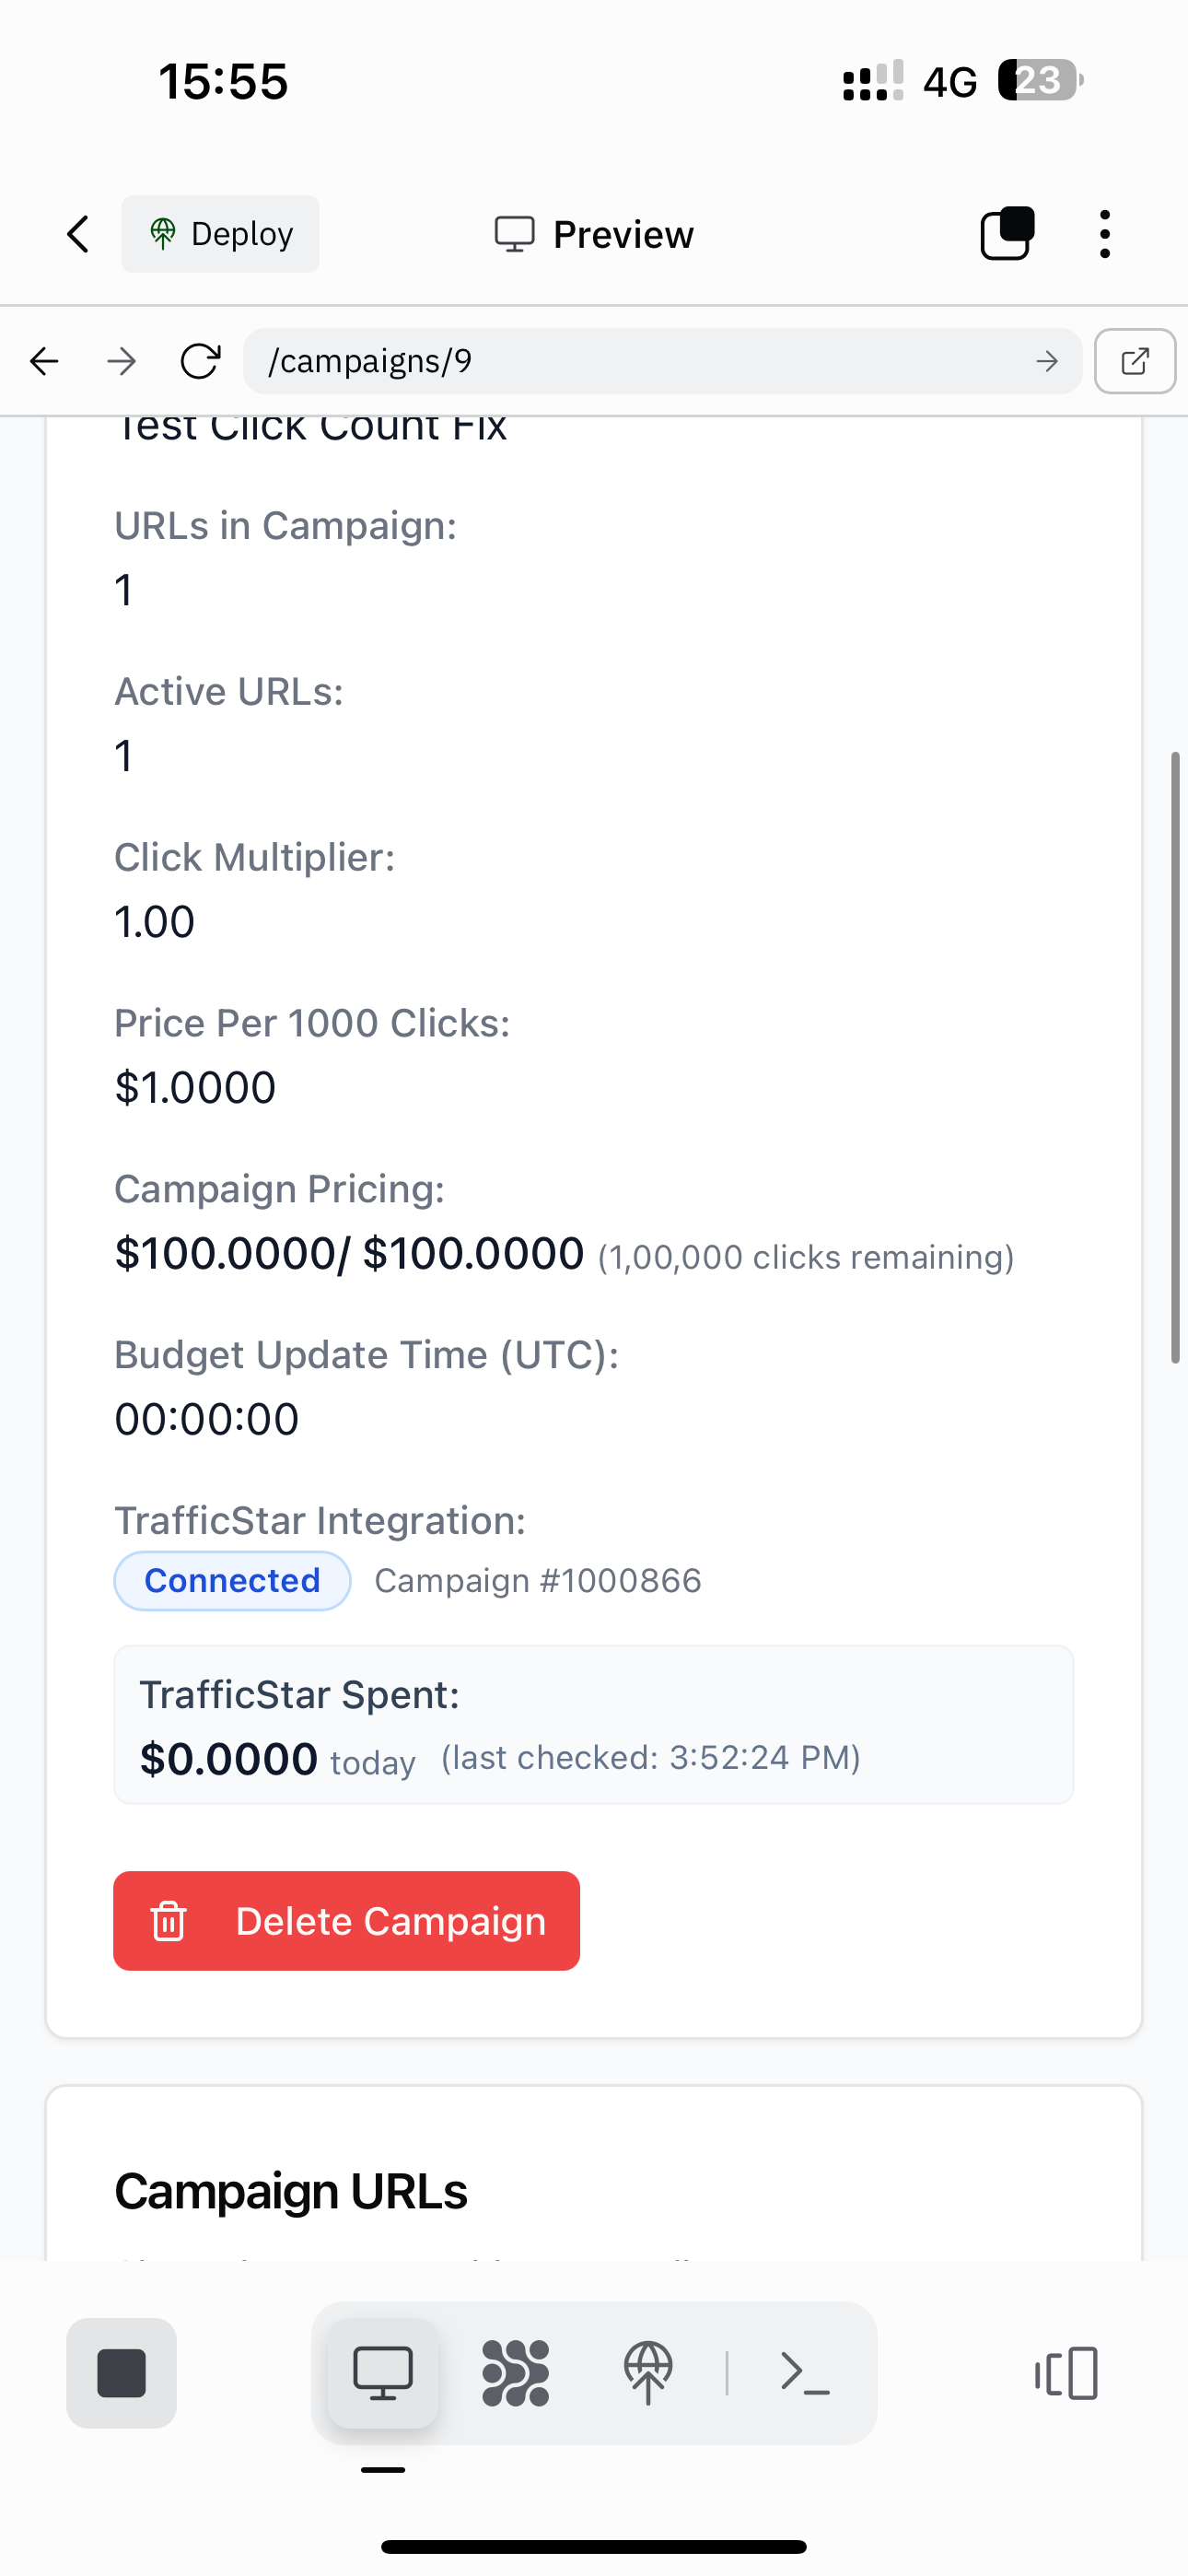 15:55
4G
23
Deploy
Preview
/campaigns/9
Test Click Count Fix
URLs in Campaign:
1
Active URLs:
1
Click Multiplier:
1.00
Price Per 1000 Clicks:
$1.0000
Campaign Pricing:
$100.0000/ $100.0000 (1,00,000 clicks remaining)
Budget Update Time (UTC):
00:00:00
TrafficStar Integration:
Connected Campaign #1000866
TrafficStar Spent:
$0.0000 today (last checked: 3:52:24 PM)
Delete Campaign
Campaign URLs